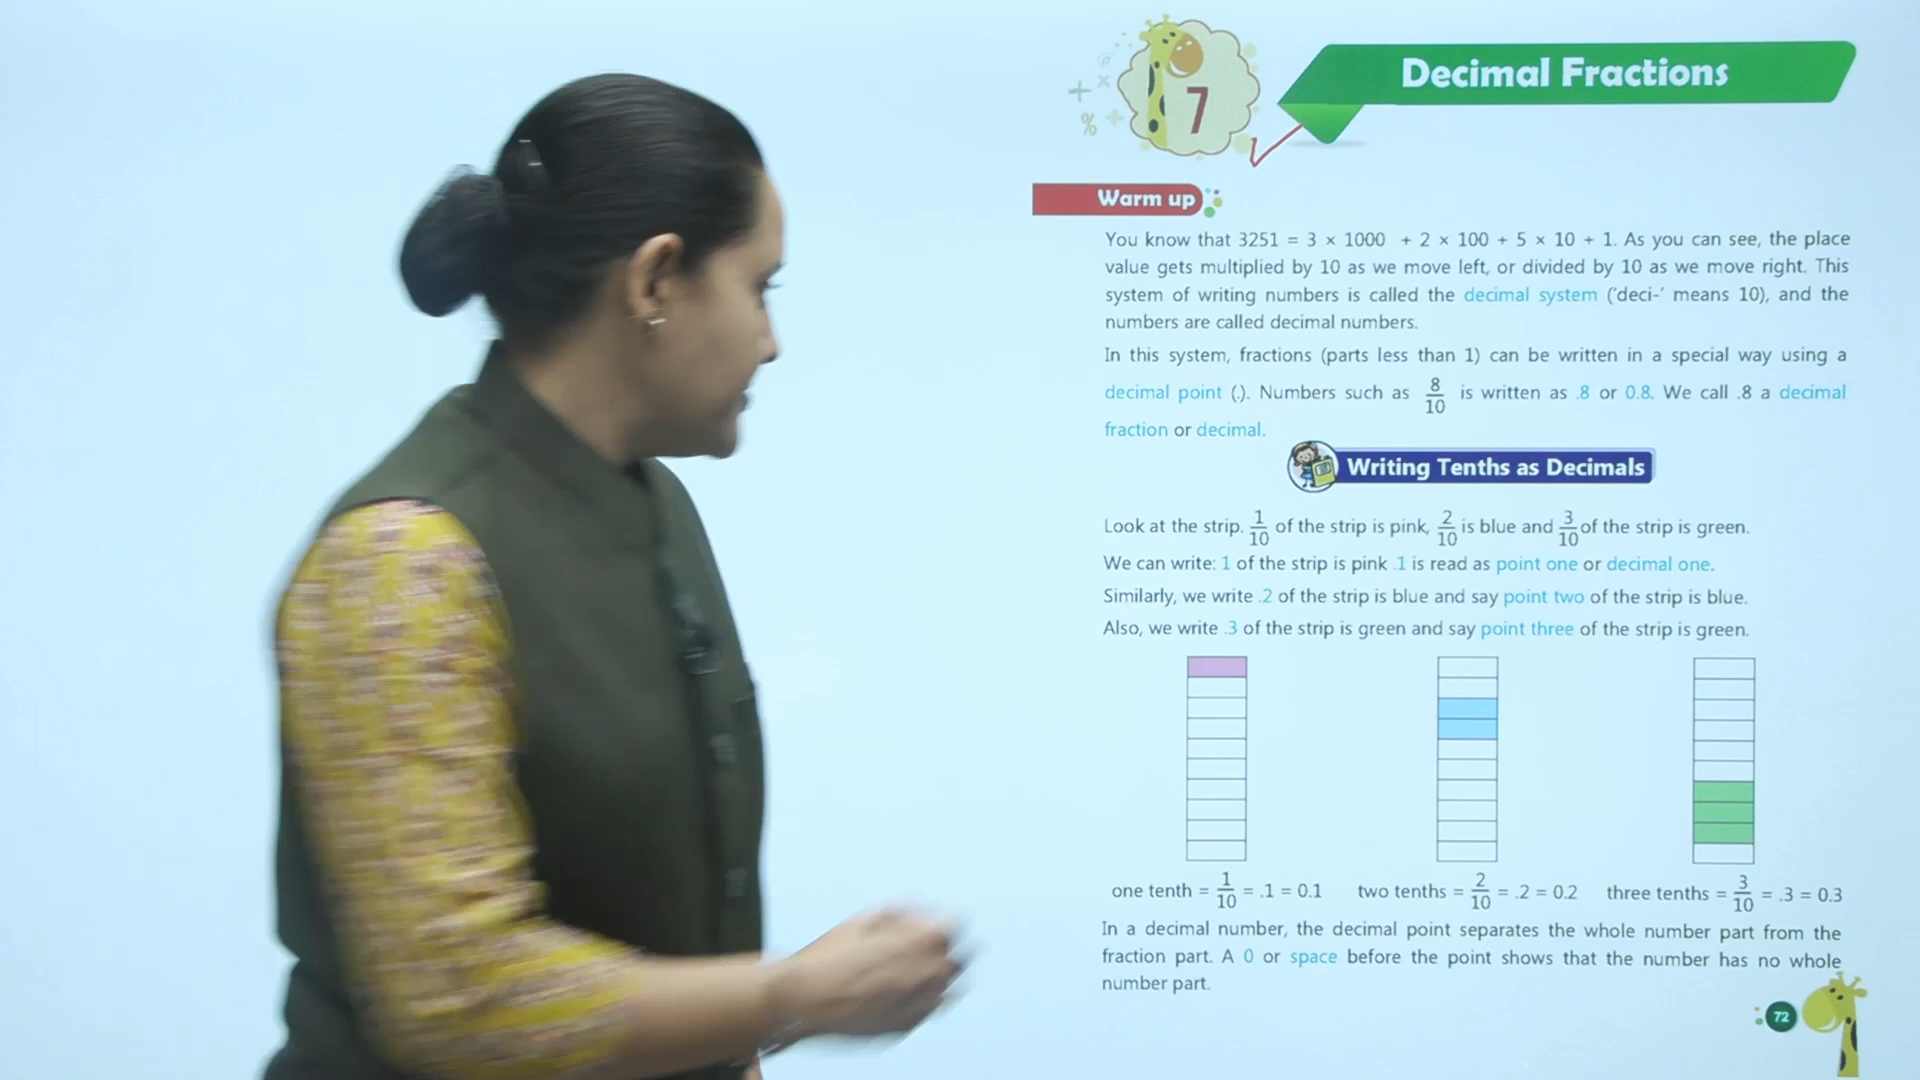 7
Decimal Fractions
Warm up
You know that 3251 = 3 × 1000 + 2 × 100 + 5 × 10 + 1. As you can see, the place
value gets multiplied by 10 as we move left, or divided by 10 as we move right. This
system of writing numbers is called the decimal system ('deci-' means 10), and the
numbers are called decimal numbers.
In this system, fractions (parts less than 1) can be written in a special way using a
decimal point (.). Numbers such as 8/10 is written as .8 or 0.8. We call .8 a decimal
fraction or decimal.
Writing Tenths as Decimals
Look at the strip. 1/10 of the strip is pink, 2/10 is blue and 3/10 of the strip is green.
We can write: 1 of the strip is pink .1 is read as point one or decimal one.
Similarly, we write .2 of the strip is blue and say point two of the strip is blue.
Also, we write .3 of the strip is green and say point three of the strip is green.
one tenth = 1/10 = .1 = 0.1 two tenths = 2/10 = .2 = 0.2 three tenths = 3/10 = .3 = 0.3
In a decimal number, the decimal point separates the whole number part from the
fraction part. A 0 or space before the point shows that the number has no whole
number part.
72